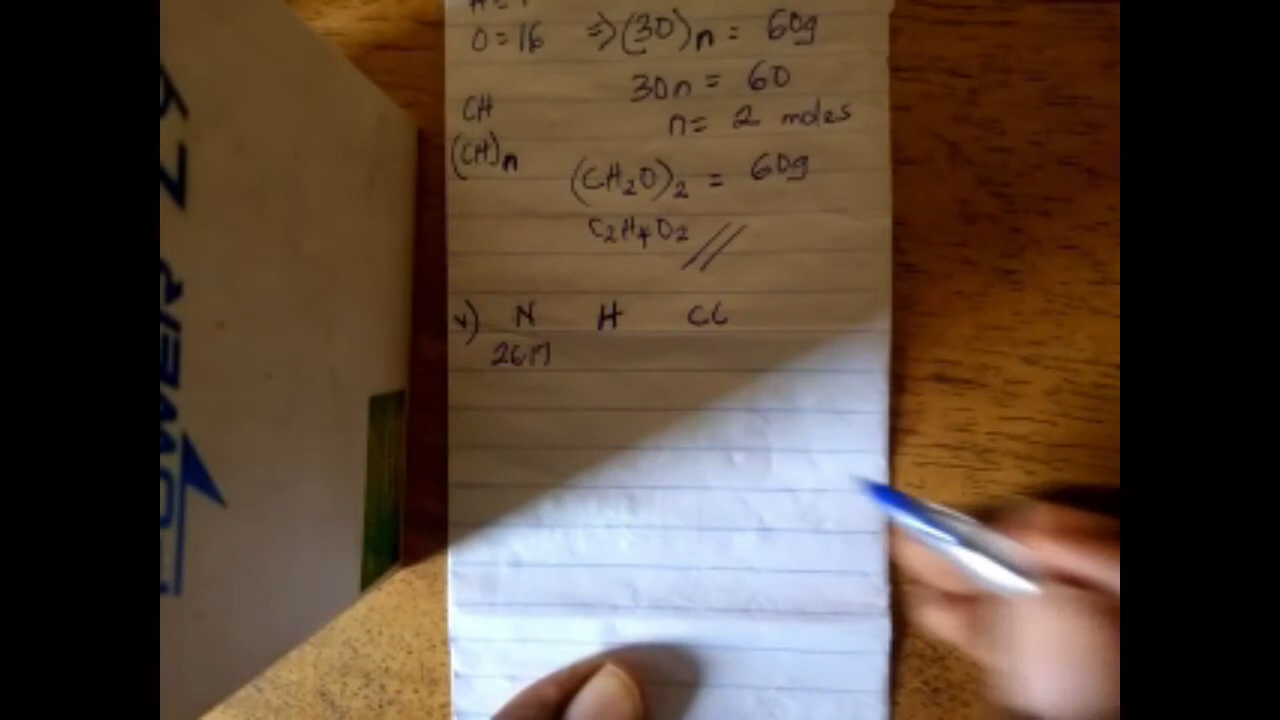 O = 16 ⇒ (30)n = 60g
30n = 60
CH
n = 2 moles
(CH)n
(CH2O)2 = 60g
C2H4O2 //
v) N H Cl
26.17